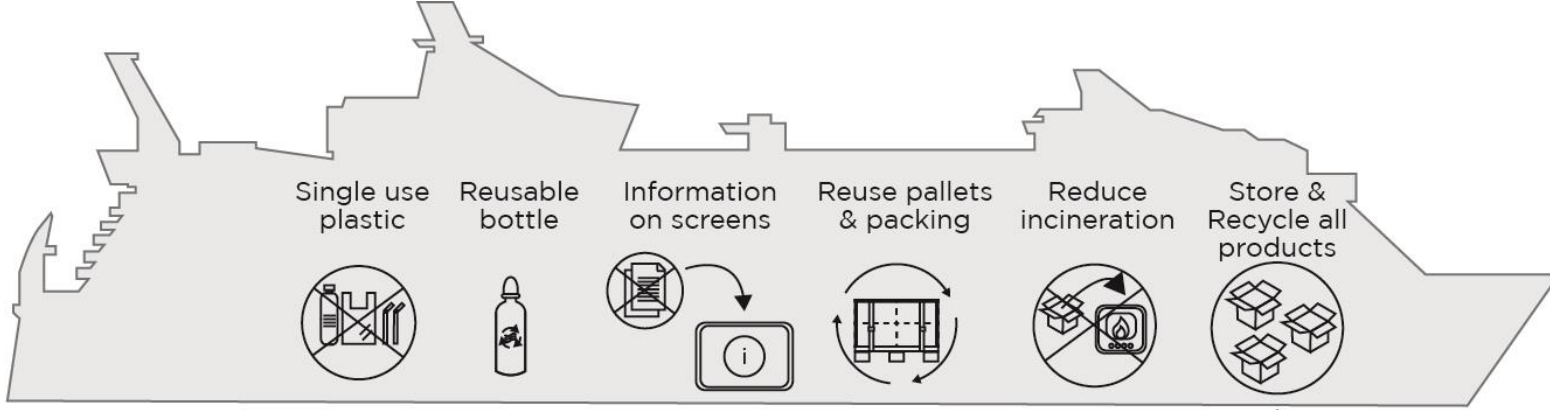 Single use
plastic
Reusable
bottle
Information
on screens
Reuse pallets
& packing
Reduce
incineration
Store &
Recycle all
products
i